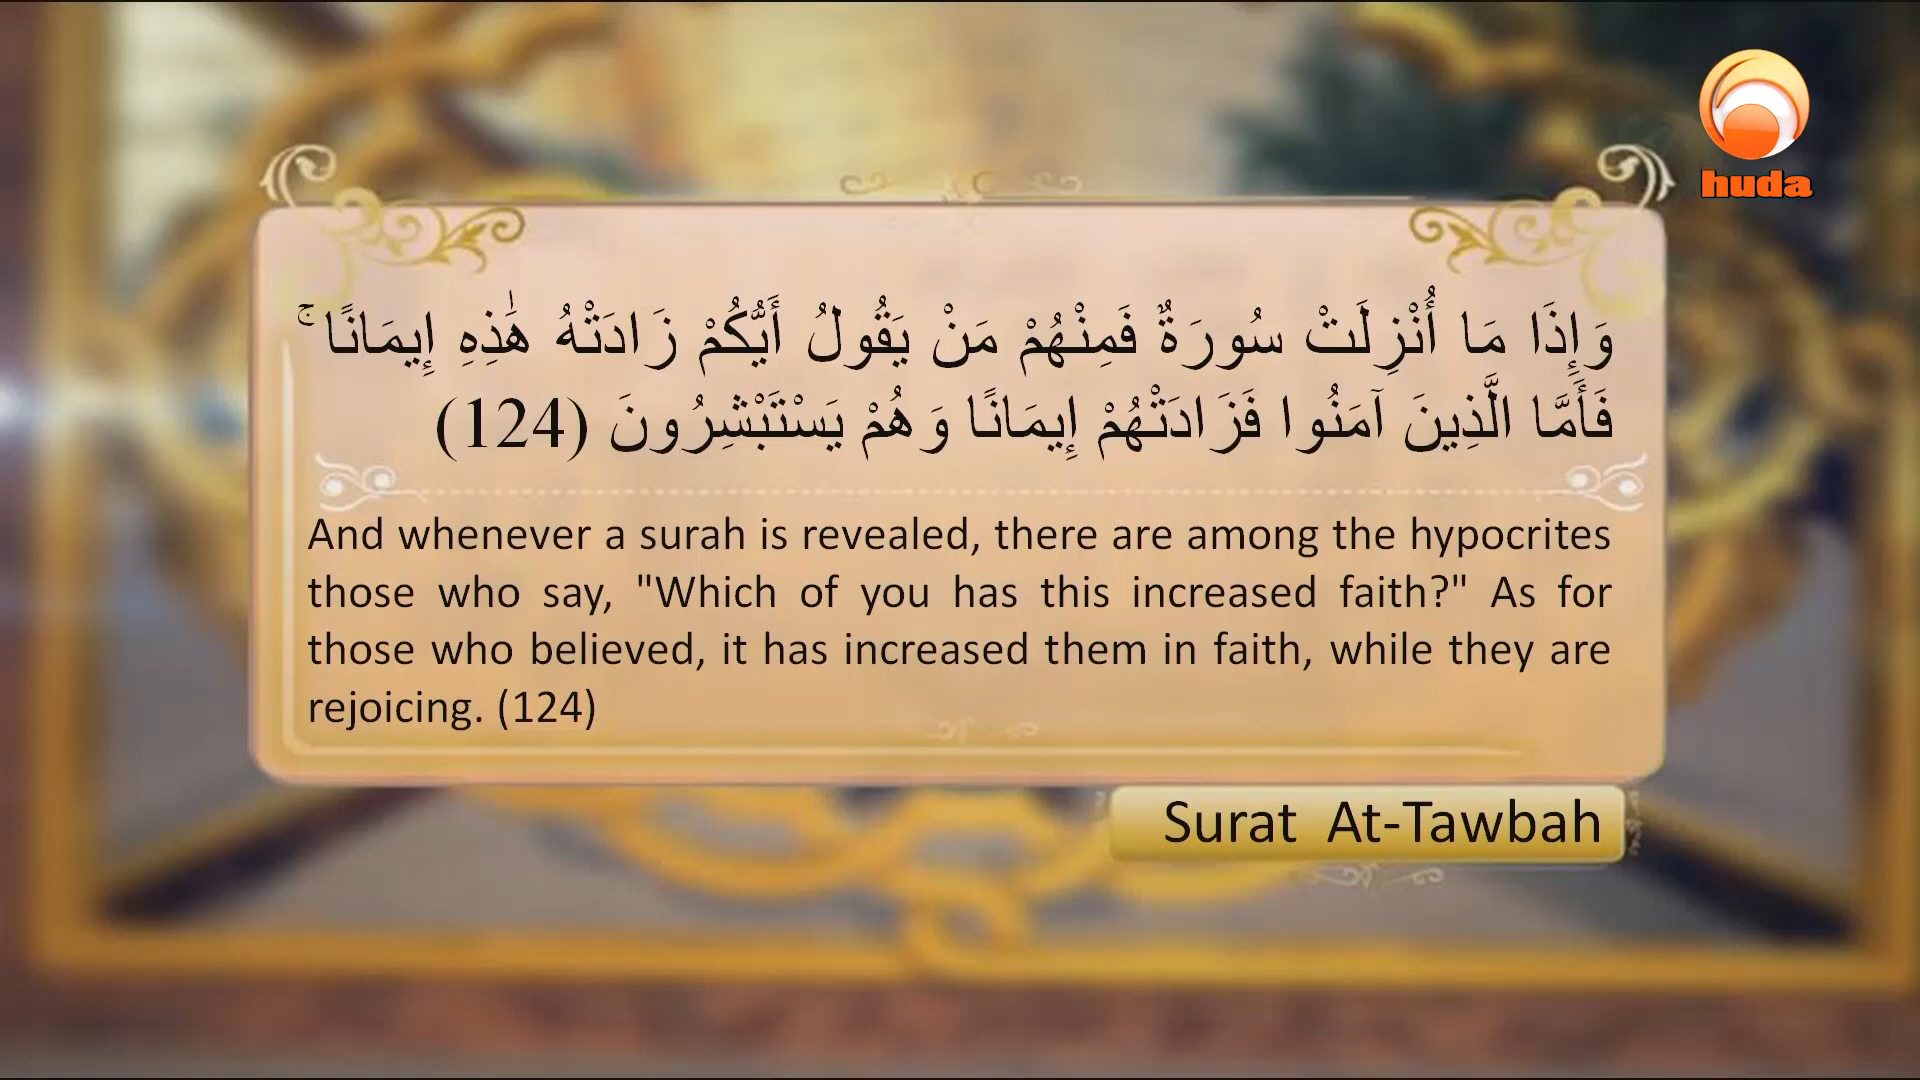 huda
وَإِذَا مَا أُنْزِلَتْ سُورَةٌ فَمِنْهُمْ مَنْ يَقُولُ أَيُّكُمْ زَادَتْهُ هَٰذِهِ إِيمَانًا ۚ
فَأَمَّا الَّذِينَ آمَنُوا فَزَادَتْهُمْ إِيمَانًا وَهُمْ يَسْتَبْشِرُونَ (124)
And whenever a surah is revealed, there are among the hypocrites
those who say, "Which of you has this increased faith?" As for
those who believed, it has increased them in faith, while they are
rejoicing. (124)
Surat At-Tawbah